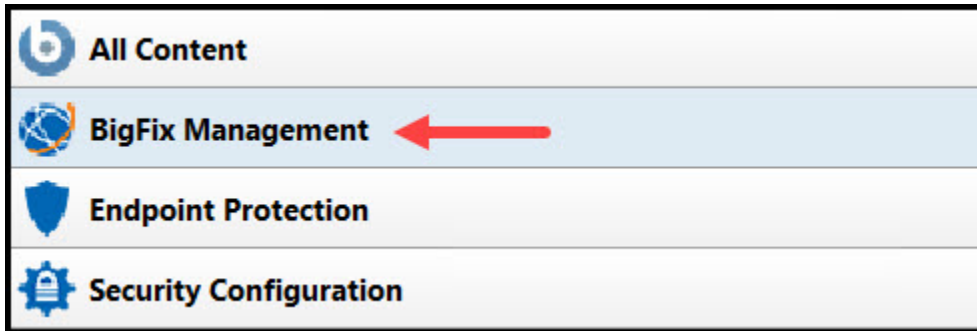 All Content
BigFix Management
Endpoint Protection
Security Configuration